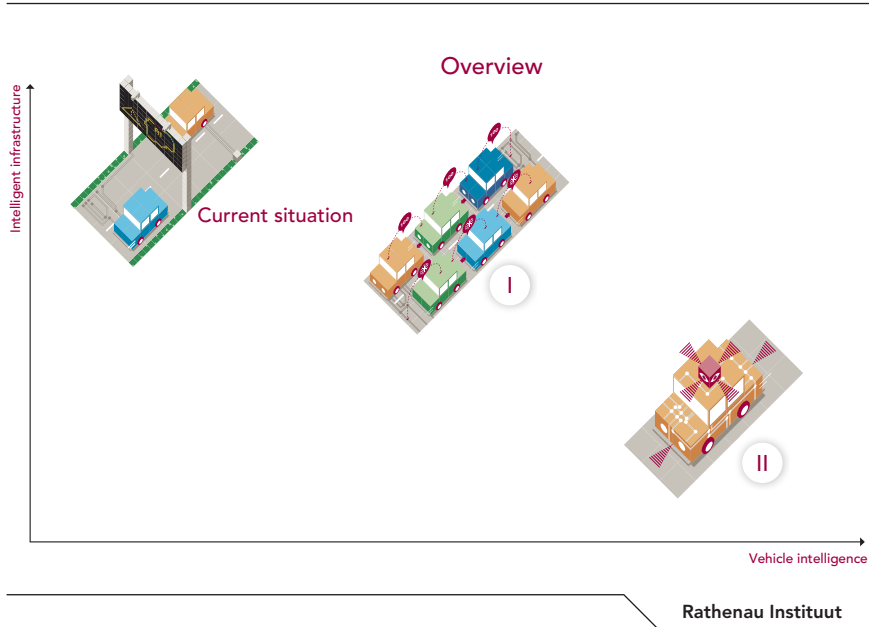 Overview
Intelligent infrastructure
Current situation
I
II
Vehicle intelligence
Rathenau Instituut